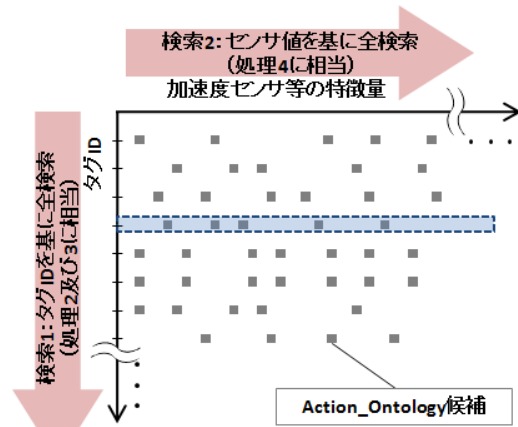 検索2:センサ値を基に全検索
(処理4に相当)
加速度センサ等の特徴量
検索1:タグIDを基に全検索
(処理2及び3に相当)
タグID
Action_Ontology候補